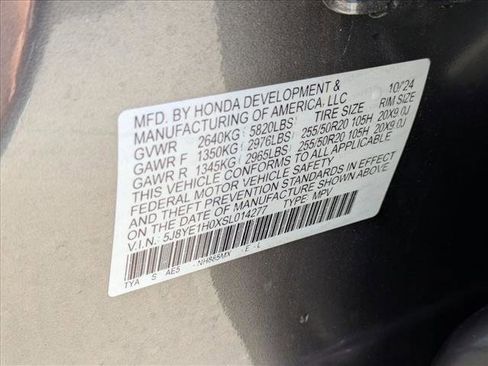 MFD. BY HONDA DEVELOPMENT & 10/'24
MANUFACTURING OF AMERICA, LLC
GVWR 2640KG 5820LBS TIRE SIZE RIM SIZE
GAWR F 1350KG 2976LBS 255/50R20 105H 20X9.0J
GAWR R 1345KG 2965LBS 255/50R20 105H 20X9.0J
THIS VEHICLE CONFORMS TO ALL APPLICABLE
FEDERAL MOTOR VEHICLE SAFETY AND
THEFT PREVENTION STANDARDS IN EFFECT
ON THE DATE OF MANUFACTURE SHOWN ABOVE.
V.I.N.: 5J8YE1H0XSL014277 TYPE: MPV
TYA S AE5 NH885MX E - L